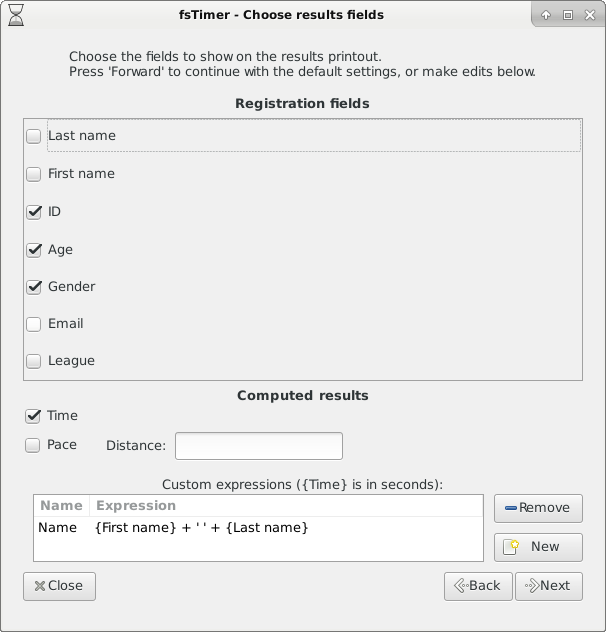 fsTimer - Choose results fields
Choose the fields to show on the results printout.
Press 'Forward' to continue with the default settings, or make edits below.
Registration fields
Last name
First name
ID
Age
Gender
Email
League
Computed results
Time
Pace Distance:
Custom expressions ({Time} is in seconds):
Name Expression
Name {First name} + ' ' + {Last name}
Remove
New
Close Back Next